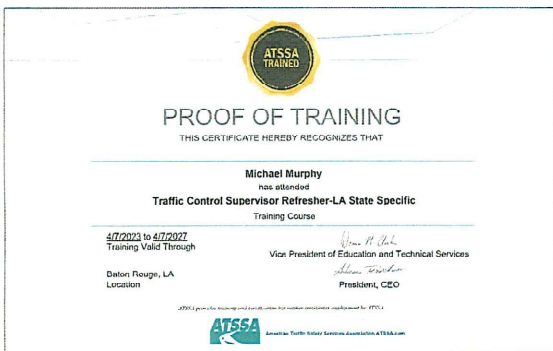 ATSSA
TRAINED
PROOF OF TRAINING
THIS CERTIFICATE HEREBY RECOGNIZES THAT
Michael Murphy
has attended
Traffic Control Supervisor Refresher-LA State Specific
Training Course
4/7/2023 to 4/7/2027
Training Valid Through
Vice President of Education and Technical Services
Baton Rouge, LA
Location
President, CEO
ATSSA
American Traffic Safety Services Association ATSSA.com